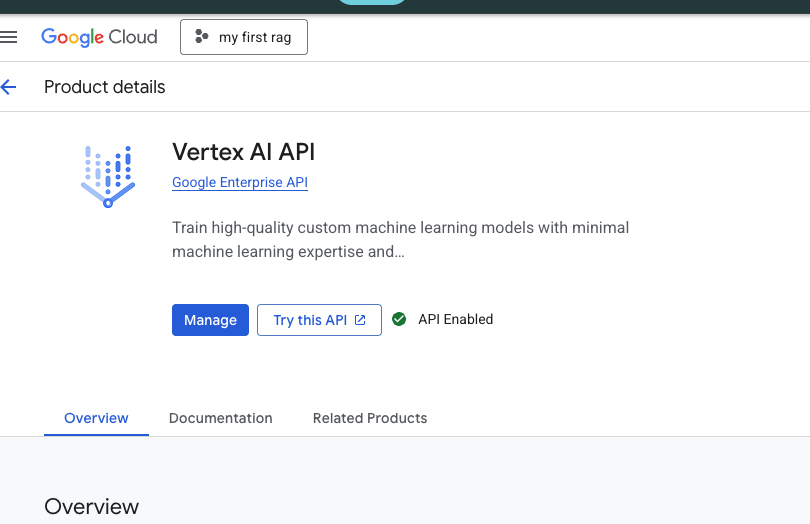 Google Cloud
my first rag
Product details
Vertex AI API
Google Enterprise API
Train high-quality custom machine learning models with minimal
machine learning expertise and…
Manage
Try this API
API Enabled
Overview
Documentation
Related Products
Overview